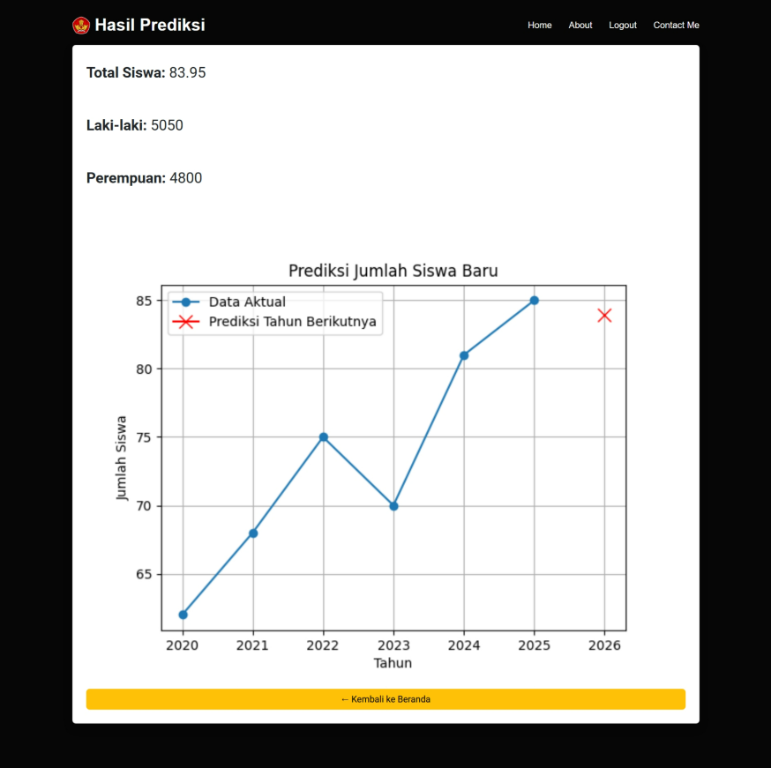 Hasil Prediksi
Home About Logout Contact Me
Total Siswa: 83.95
Laki-laki: 5050
Perempuan: 4800
Prediksi Jumlah Siswa Baru
Data Aktual
Prediksi Tahun Berikutnya
85
80
75
70
65
Jumlah Siswa
2020 2021 2022 2023 2024 2025 2026
Tahun
← Kembali ke Beranda